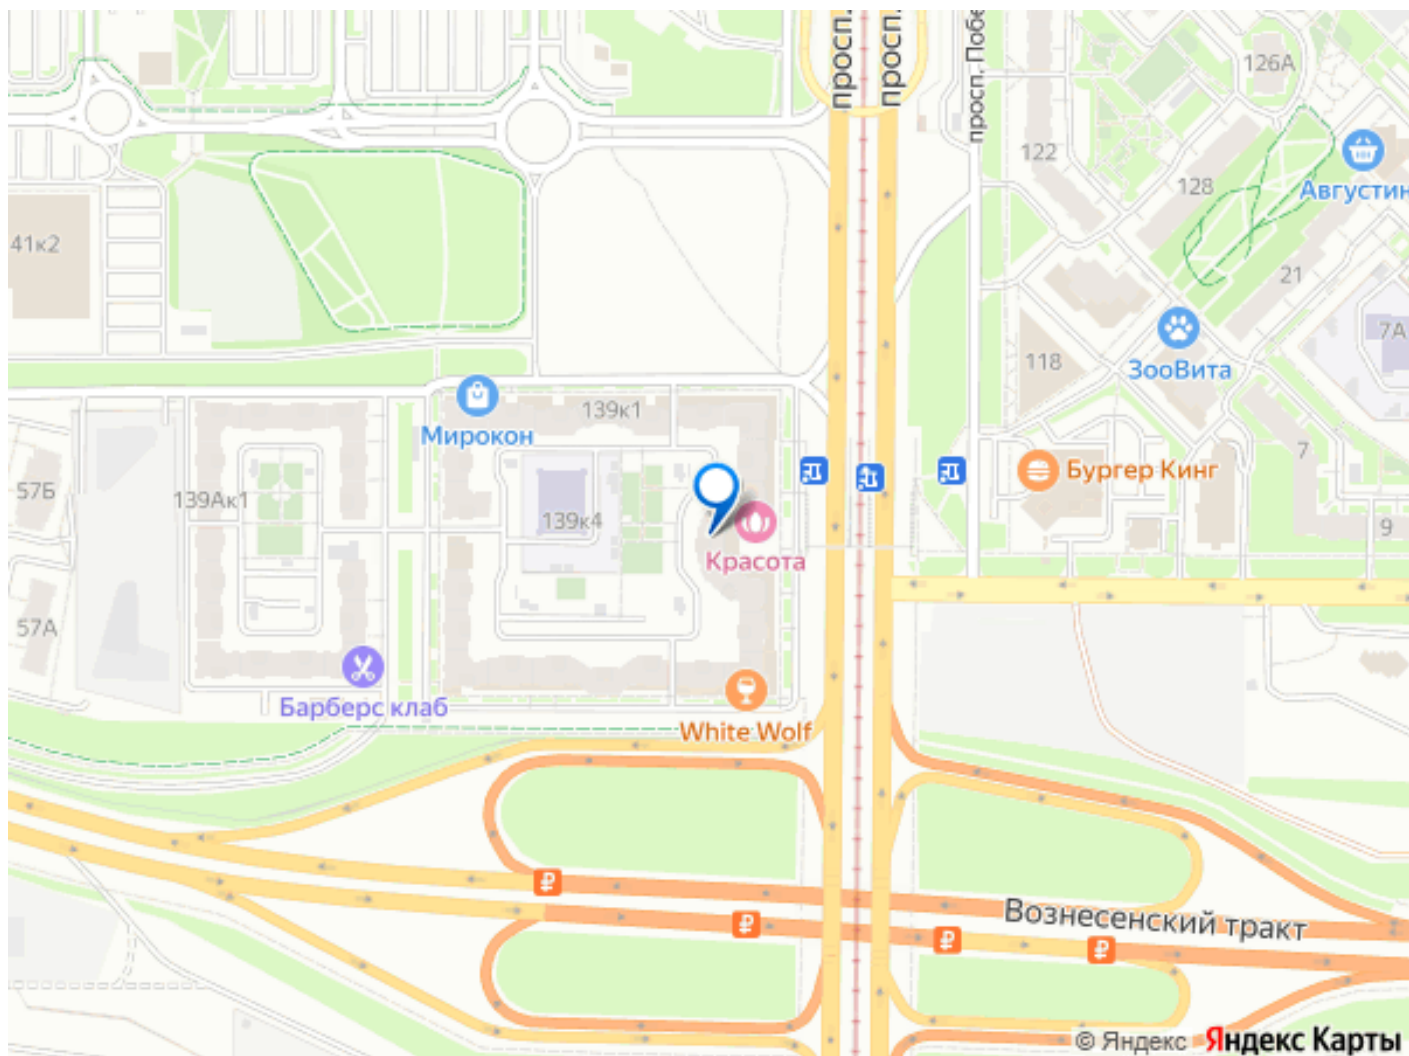 просп.
просп.
просп. Побе
126А
122
128
Августин
41к2
21
7А
118
ЗооВита
139к1
Мирокон
7
57Б
139Ак1
139к4
Бургер Кинг
9
Красота
57А
Барберс клаб
White Wolf
Вознесенский тракт
© Яндекс Яндекс Карты